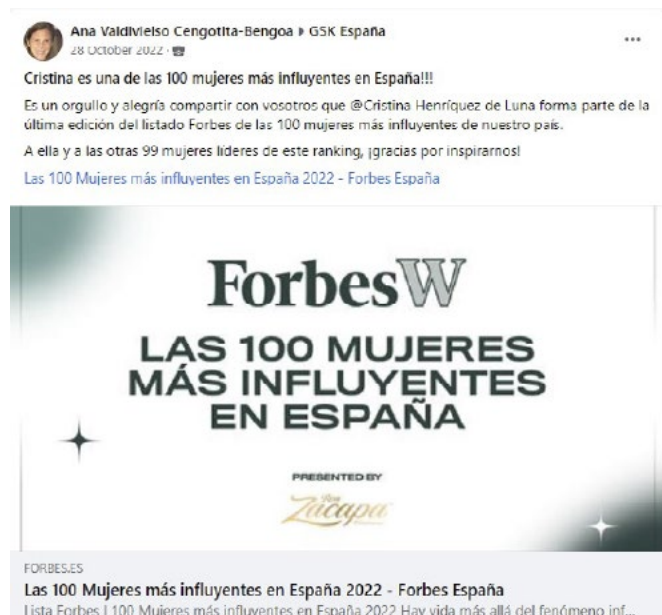 Ana Valdivielso Cengotita-Bengoa ▸ GSK España
28 October 2022 ·
Cristina es una de las 100 mujeres más influyentes en España!!!
Es un orgullo y alegría compartir con vosotros que @Cristina Henríquez de Luna forma parte de la
última edición del listado Forbes de las 100 mujeres más influyentes de nuestro país.
A ella y a las otras 99 mujeres líderes de este ranking, ¡gracias por inspirarnos!
Las 100 Mujeres más influyentes en España 2022 - Forbes España
ForbesW
LAS 100 MUJERES
MÁS INFLUYENTES
EN ESPAÑA
PRESENTED BY
Ron
Zacapa
FORBES.ES
Las 100 Mujeres más influyentes en España 2022 - Forbes España
Lista Forbes | 100 Mujeres más influyentes en España 2022 Hay vida más allá del fenómeno inf...